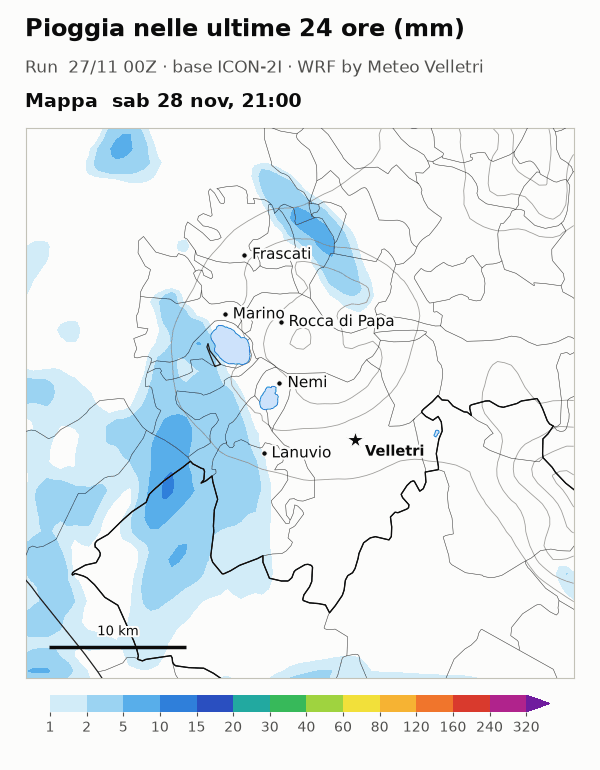 Pioggia nelle ultime 24 ore (mm)
Run 27/11 00Z · base ICON-2I · WRF by Meteo Velletri
Mappa sab 28 nov, 21:00
Frascati
Marino
Rocca di Papa
Nemi
Velletri
Lanuvio
10 km
1 2 5 10 15 20 30 40 60 80 120 160 240 320